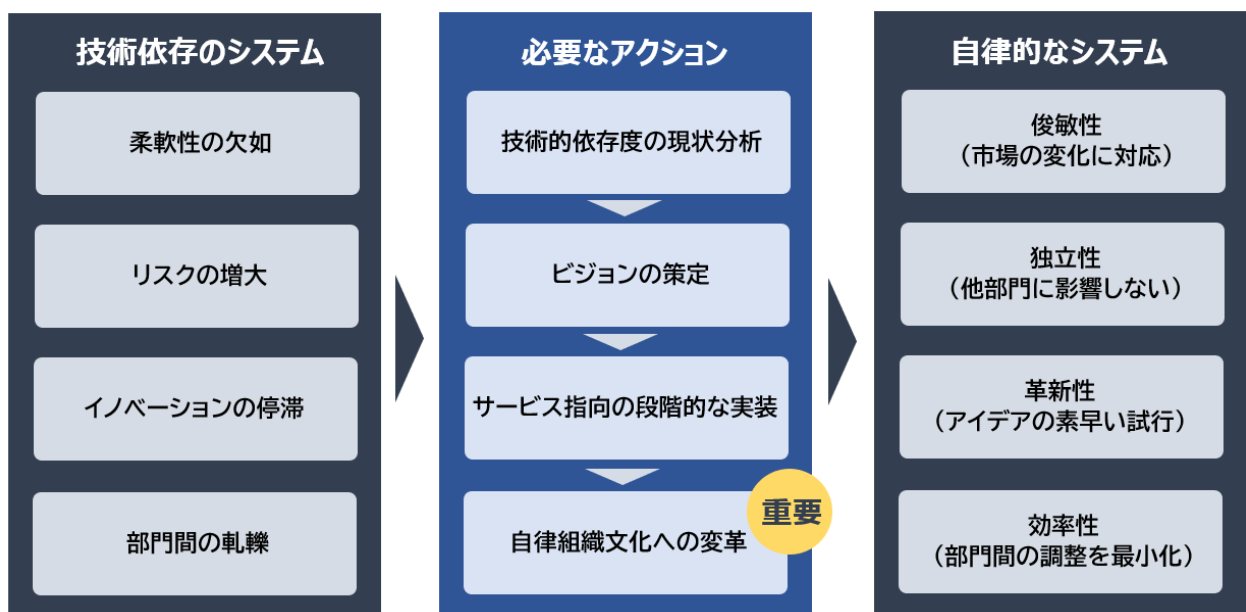 技術依存のシステム
柔軟性の欠如
リスクの増大
イノベーションの停滞
部門間の軋轢
必要なアクション
技術的依存度の現状分析
ビジョンの策定
サービス指向の段階的な実装
自律組織文化への変革
重要
自律的なシステム
俊敏性
（市場の変化に対応）
独立性
（他部門に影響しない）
革新性
（アイデアの素早い試行）
効率性
（部門間の調整を最小化）